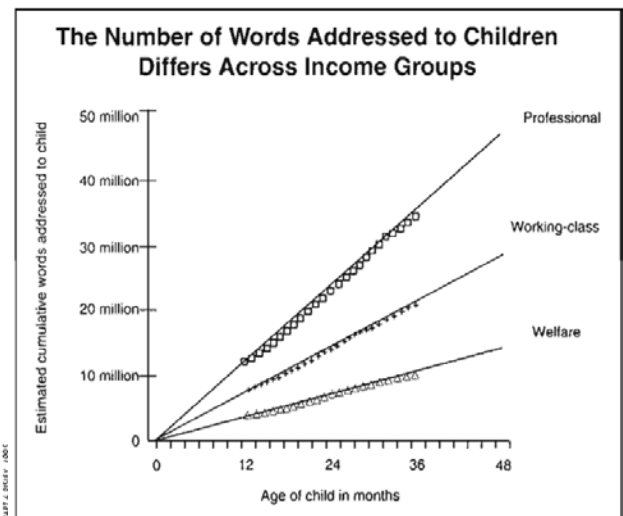 The Number of Words Addressed to Children
Differs Across Income Groups
Estimated cumulative words addressed to child
50 million
40 million
30 million
20 million
10 million
0
Professional
Working-class
Welfare
0 12 24 36 48
Age of child in months